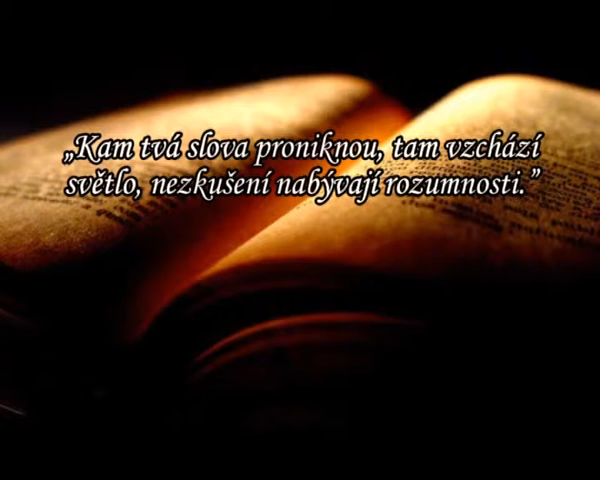 „Kam tvá slova proniknou, tam vzchází
světlo, nezkušení nabývají rozumnosti.”